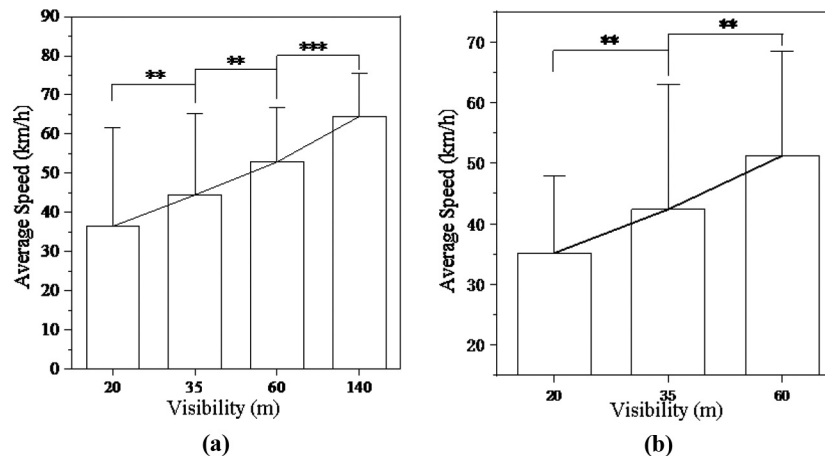 90
80
70
60
50
40
30
20
10
0
Average Speed (km/h)
** ** ***
20 35 60 140
Visibility (m)
(a)
70
60
50
40
30
20
Average Speed (km/h)
** **
20 35 60
Visibility (m)
(b)